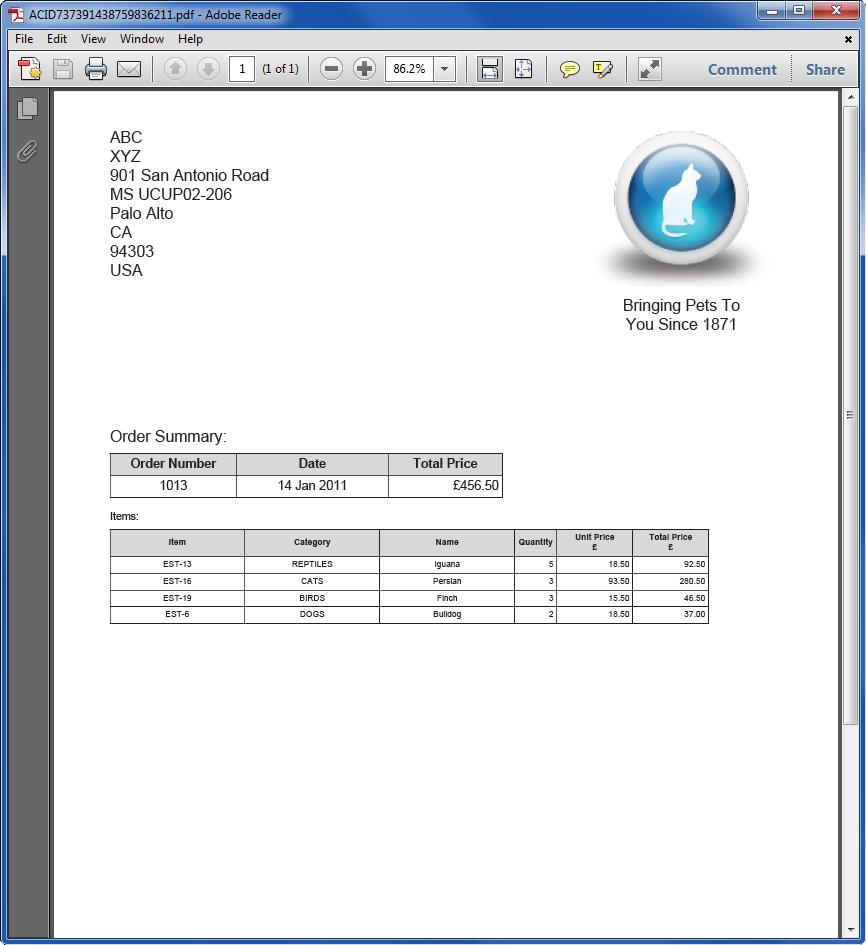 ACID737391438759836211.pdf - Adobe Reader
File Edit View Window Help
1 (1 of 1) 86.2% Comment Share
ABC
XYZ
901 San Antonio Road
MS UCUP02-206
Palo Alto
CA
94303
USA
Bringing Pets To
You Since 1871
Order Summary:
Order Number Date Total Price
1013 14 Jan 2011 £456.50
Items:
Item Category Name Quantity Unit Price £ Total Price £
EST-13 REPTILES Iguana 5 18.50 92.50
EST-16 CATS Persian 3 93.50 280.50
EST-19 BIRDS Finch 3 15.50 46.50
EST-6 DOGS Bulldog 2 18.50 37.00